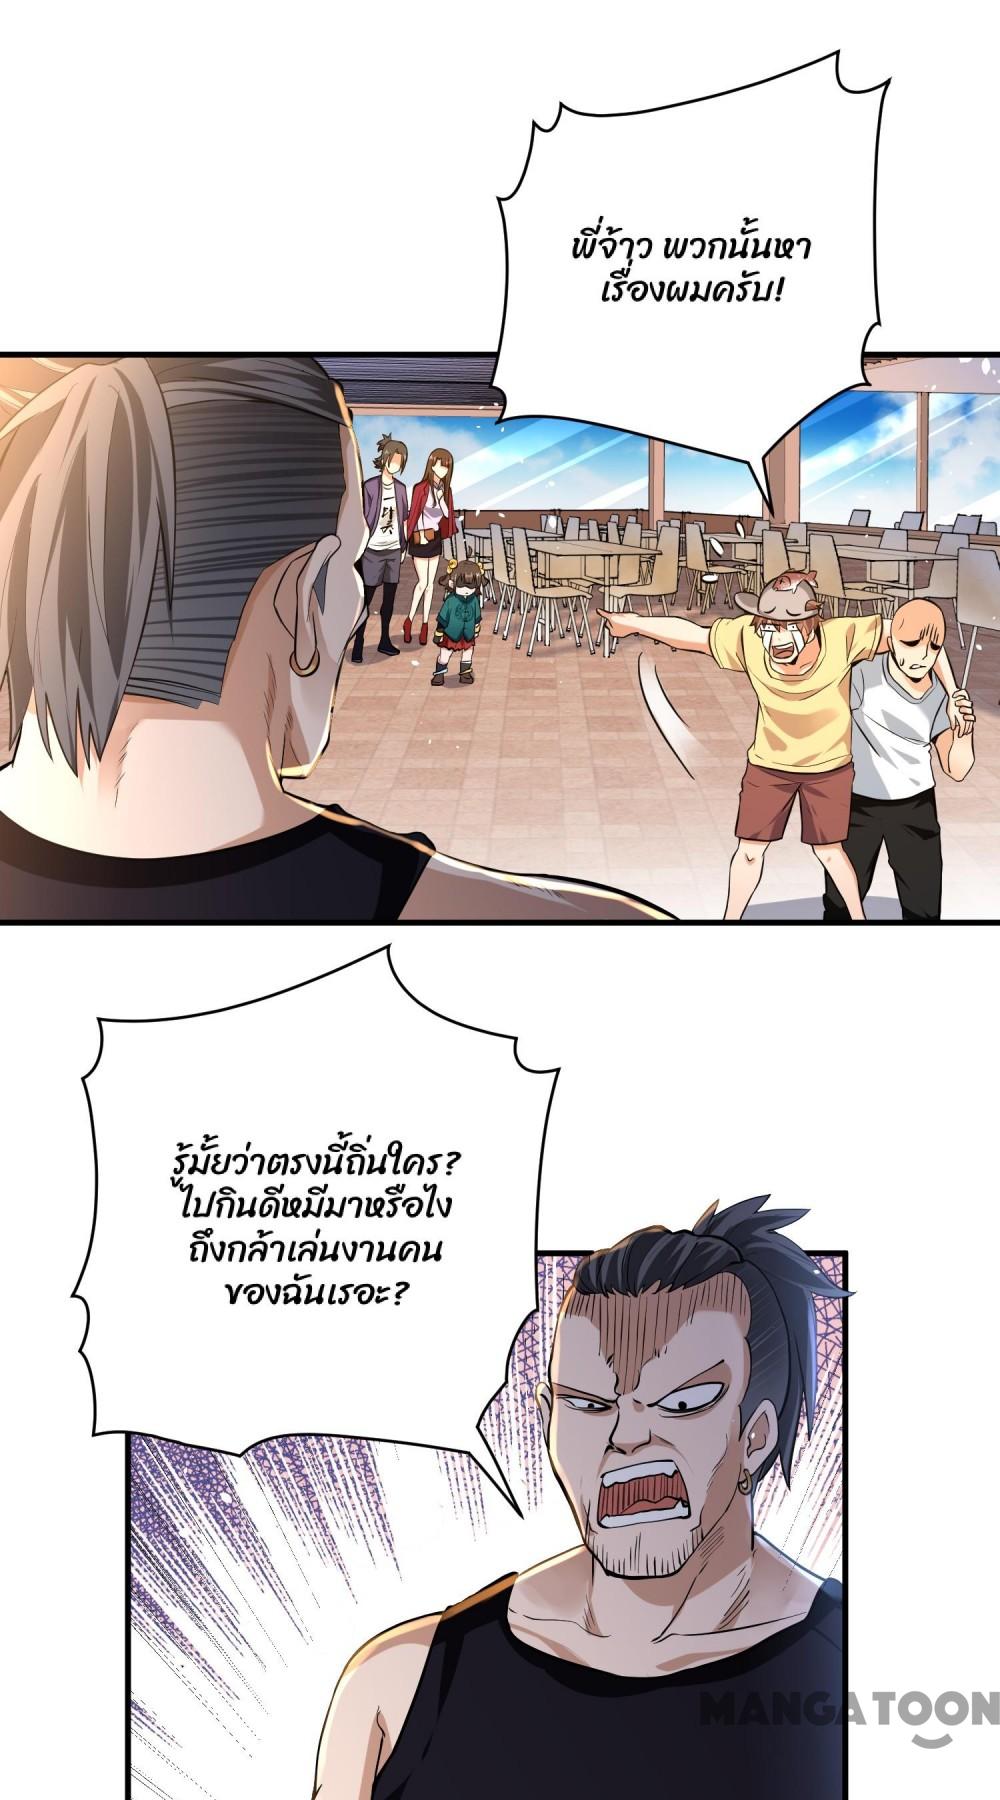 พี่จ้าว พวกนั้นหา
เรื่องผมครับ!
รู้มั้ยว่าตรงนี้ถิ่นใคร?
ไปกินดีหมีมาหรือไง
ถึงกล้าเล่นงานคน
ของฉันเรอะ?
MANGATOON